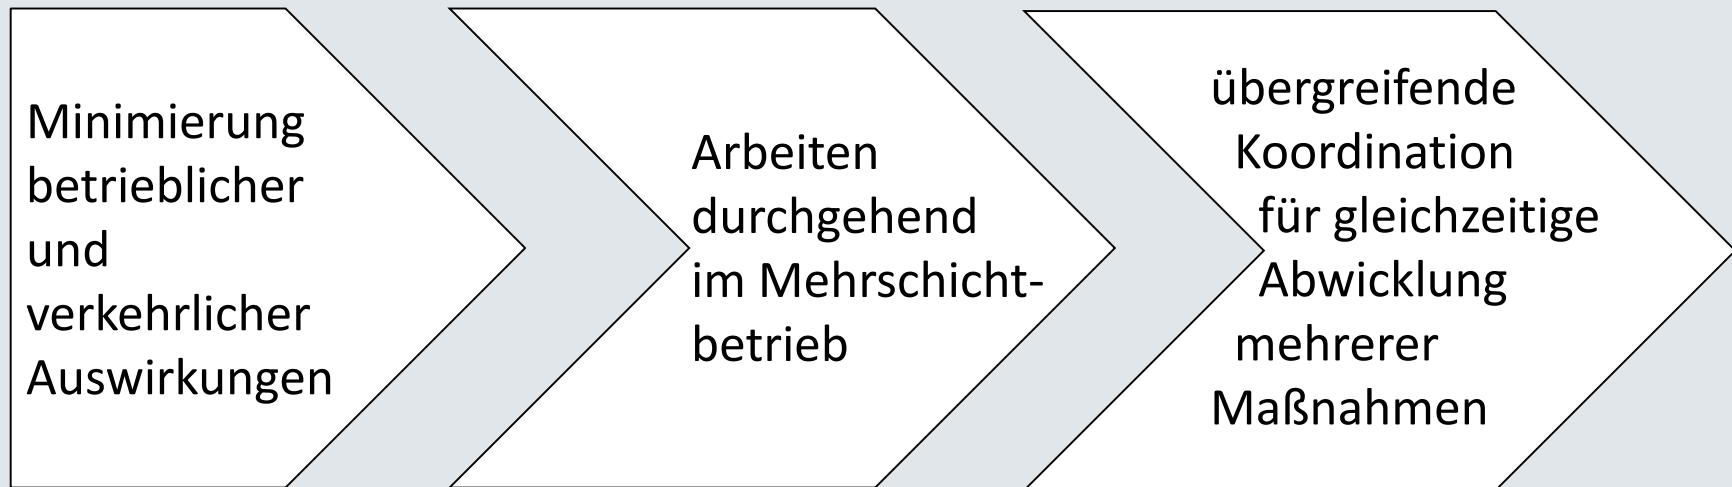 Minimierung
betrieblicher
und
verkehrlicher
Auswirkungen
Arbeiten
durchgehend
im Mehrschicht-
betrieb
übergreifende
Koordination
für gleichzeitige
Abwicklung
mehrerer
Maßnahmen